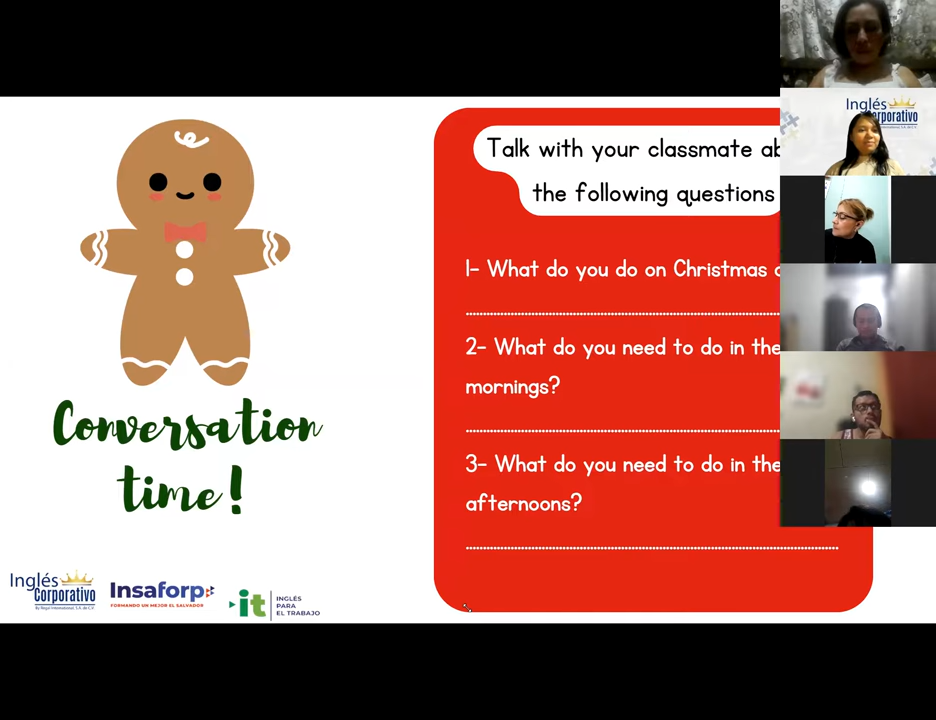 Talk with your classmate
the following questions
1- What do you do on Christmas
2- What do you need to do in the
mornings?
3- What do you need to do in the
afternoons?
Conversation
time!
Inglés
Corporativo
Insaforp
FORMANDO UN MEJOR EL SALVADOR
it
INGLÉS
PARA
EL TRABAJO
Inglés
Corporativo